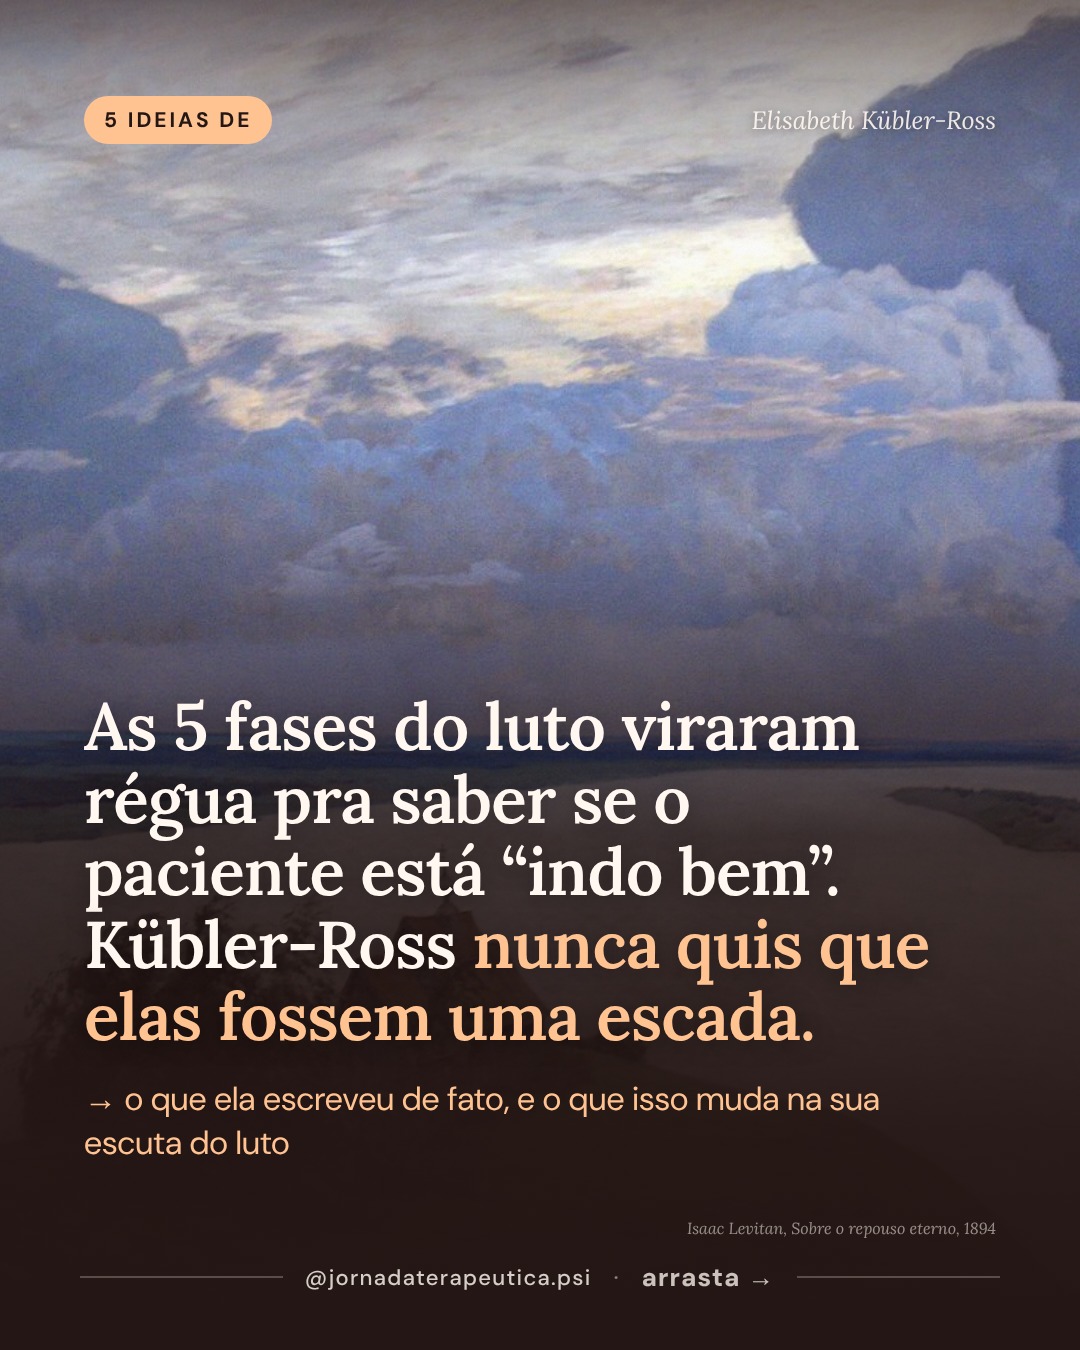 5 IDEIAS DE
Elisabeth Kübler-Ross
As 5 fases do luto viraram
régua pra saber se o
paciente está “indo bem”.
Kübler-Ross nunca quis que
elas fossem uma escada.
→ o que ela escreveu de fato, e o que isso muda na sua
escuta do luto
Isaac Levitan, Sobre o repouso eterno, 1894
@jornadaterapeutica.psi · arrasta →